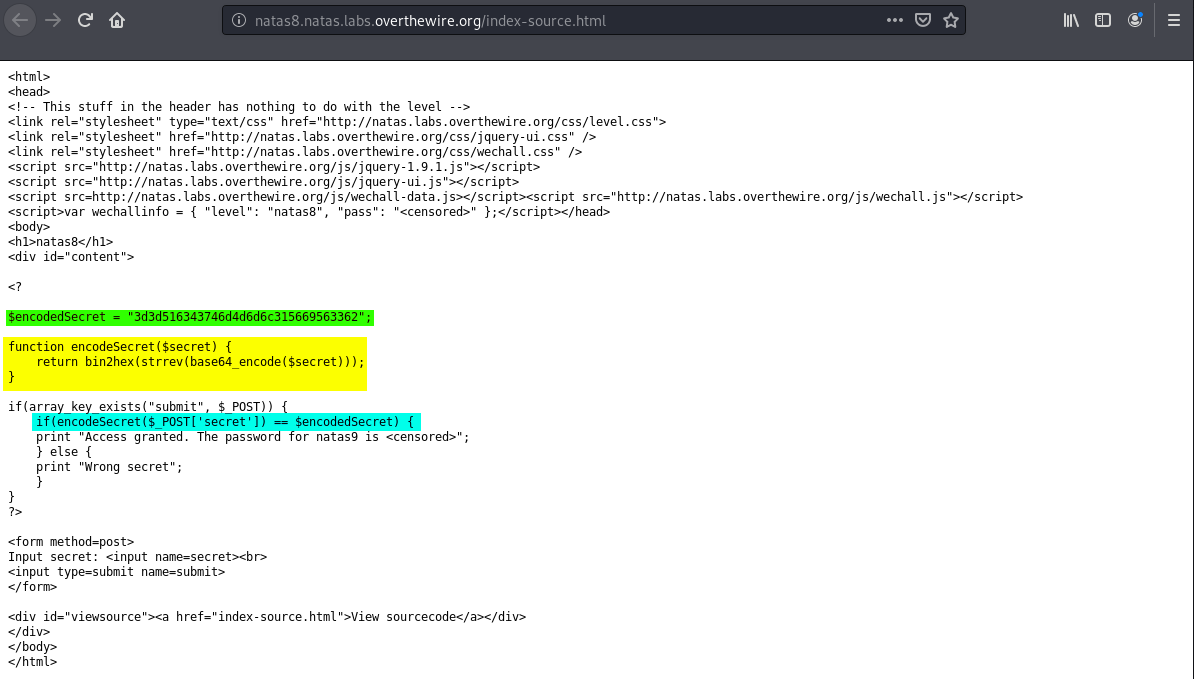 natas8.natas.labs.overthewire.org/index-source.html
<html>
<head>
<!-- This stuff in the header has nothing to do with the level -->
<link rel="stylesheet" type="text/css" href="http://natas.labs.overthewire.org/css/level.css">
<link rel="stylesheet" href="http://natas.labs.overthewire.org/css/jquery-ui.css" />
<link rel="stylesheet" href="http://natas.labs.overthewire.org/css/wechall.css" />
<script src="http://natas.labs.overthewire.org/js/jquery-1.9.1.js"></script>
<script src="http://natas.labs.overthewire.org/js/jquery-ui.js"></script>
<script src=http://natas.labs.overthewire.org/js/wechall-data.js></script><script src="http://natas.labs.overthewire.org/js/wechall.js"></script>
<script>var wechallinfo = { "level": "natas8", "pass": "<censored>" };</script></head>
<body>
<h1>natas8</h1>
<div id="content">
<?
$encodedSecret = "3d3d516343746d4d6d6c315669563362";
function encodeSecret($secret) {
    return bin2hex(strrev(base64_encode($secret)));
}
if(array_key_exists("submit", $_POST)) {
    if(encodeSecret($_POST['secret']) == $encodedSecret) {
    print "Access granted. The password for natas9 is <censored>";
    } else {
    print "Wrong secret";
    }
}
?>
<form method=post>
Input secret: <input name=secret><br>
<input type=submit name=submit>
</form>
<div id="viewsource"><a href="index-source.html">View sourcecode</a></div>
</div>
</body>
</html>